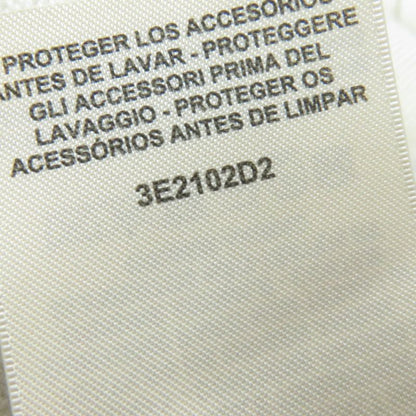 PROTEGER LOS ACCESORIOS
ANTES DE LAVAR - PROTEGGERE
GLI ACCESSORI PRIMA DEL
LAVAGGIO - PROTEGER OS
ACESSÓRIOS ANTES DE LIMPAR
3E2102D2